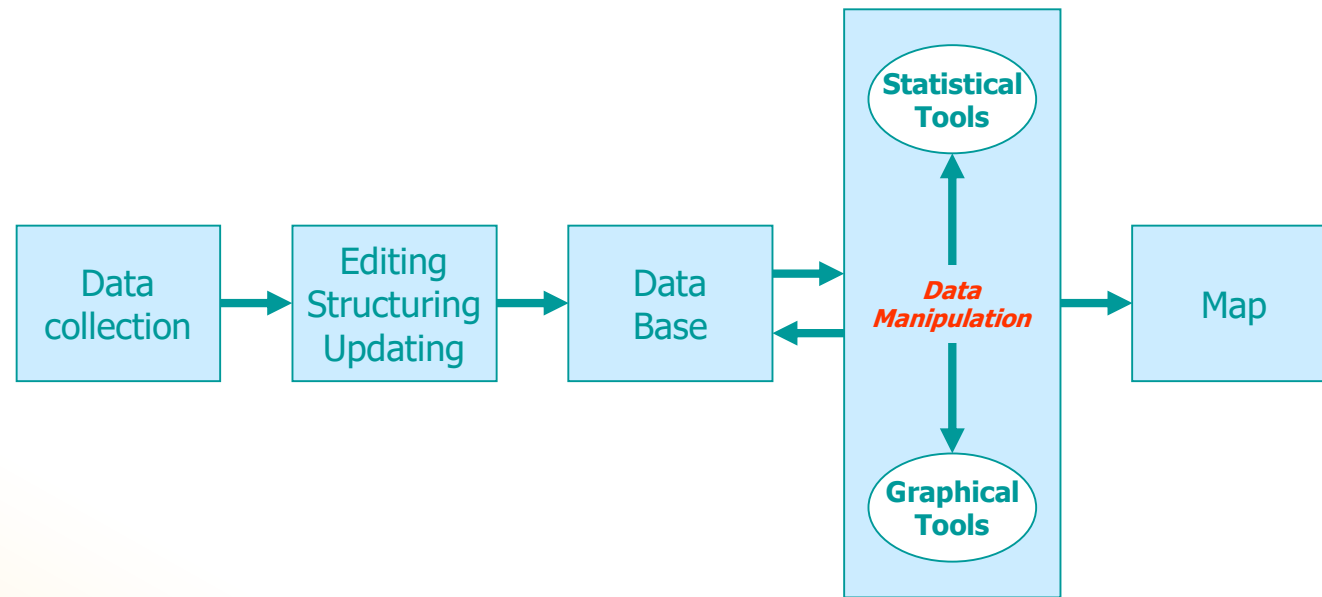 Data
collection
Editing
Structuring
Updating
Data
Base
Statistical
Tools
Data
Manipulation
Graphical
Tools
Map